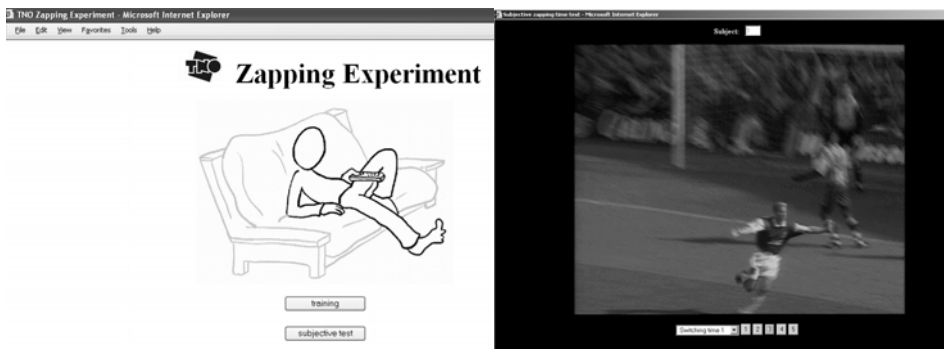 TNO Zapping Experiment - Microsoft Internet Explorer
File Edit View Favorites Tools Help
TNO Zapping Experiment
training
subjective test
Subjective zapping time test - Microsoft Internet Explorer
Subject:
Switching time 1 1 2 3 4 5